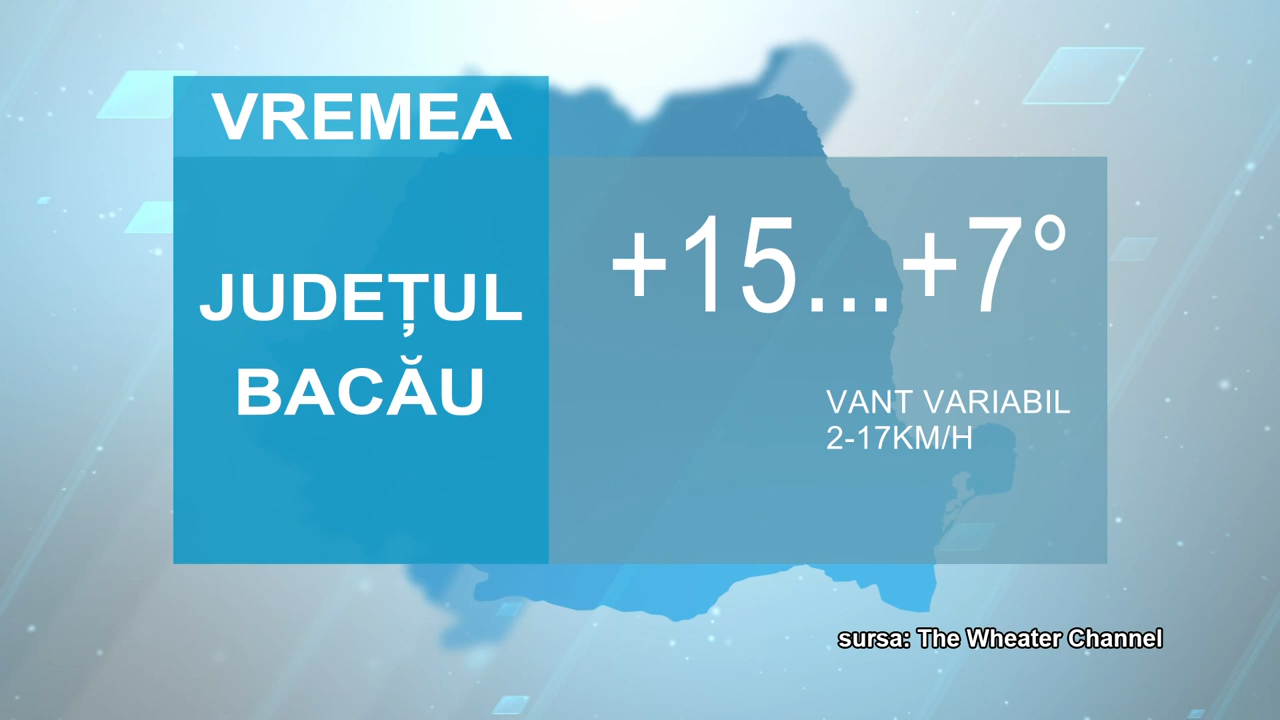 VREMEA
JUDEȚUL
BACĂU
+15...+7°
VANT VARIABIL
2-17KM/H
sursa: The Wheater Channel